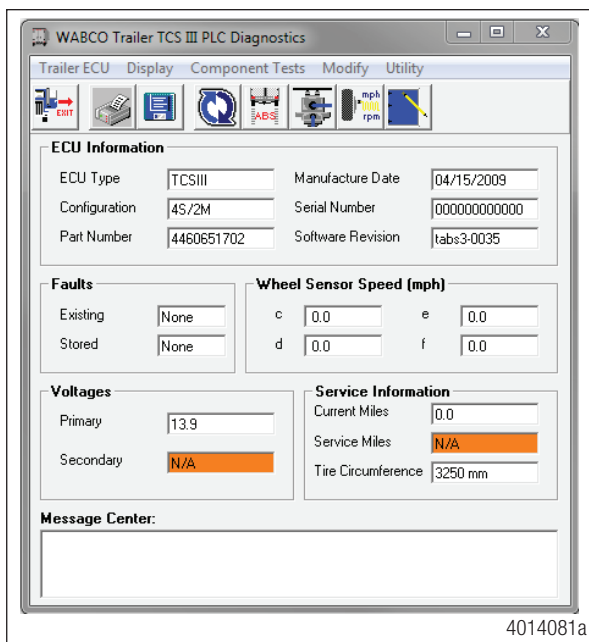 WABCO Trailer TCS III PLC Diagnostics
Trailer ECU Display Component Tests Modify Utility
EXIT ABS mph rpm
ECU Information
ECU Type TCSIII Manufacture Date 04/15/2009
Configuration 4S/2M Serial Number 000000000000
Part Number 4460651702 Software Revision tabs3-0035
Faults Wheel Sensor Speed (mph)
Existing None c 0.0 e 0.0
Stored None d 0.0 f 0.0
Voltages Service Information
Primary 13.9 Current Miles 0.0
Service Miles N/A
Secondary N/A Tire Circumference 3250 mm
Message Center:
4014081a